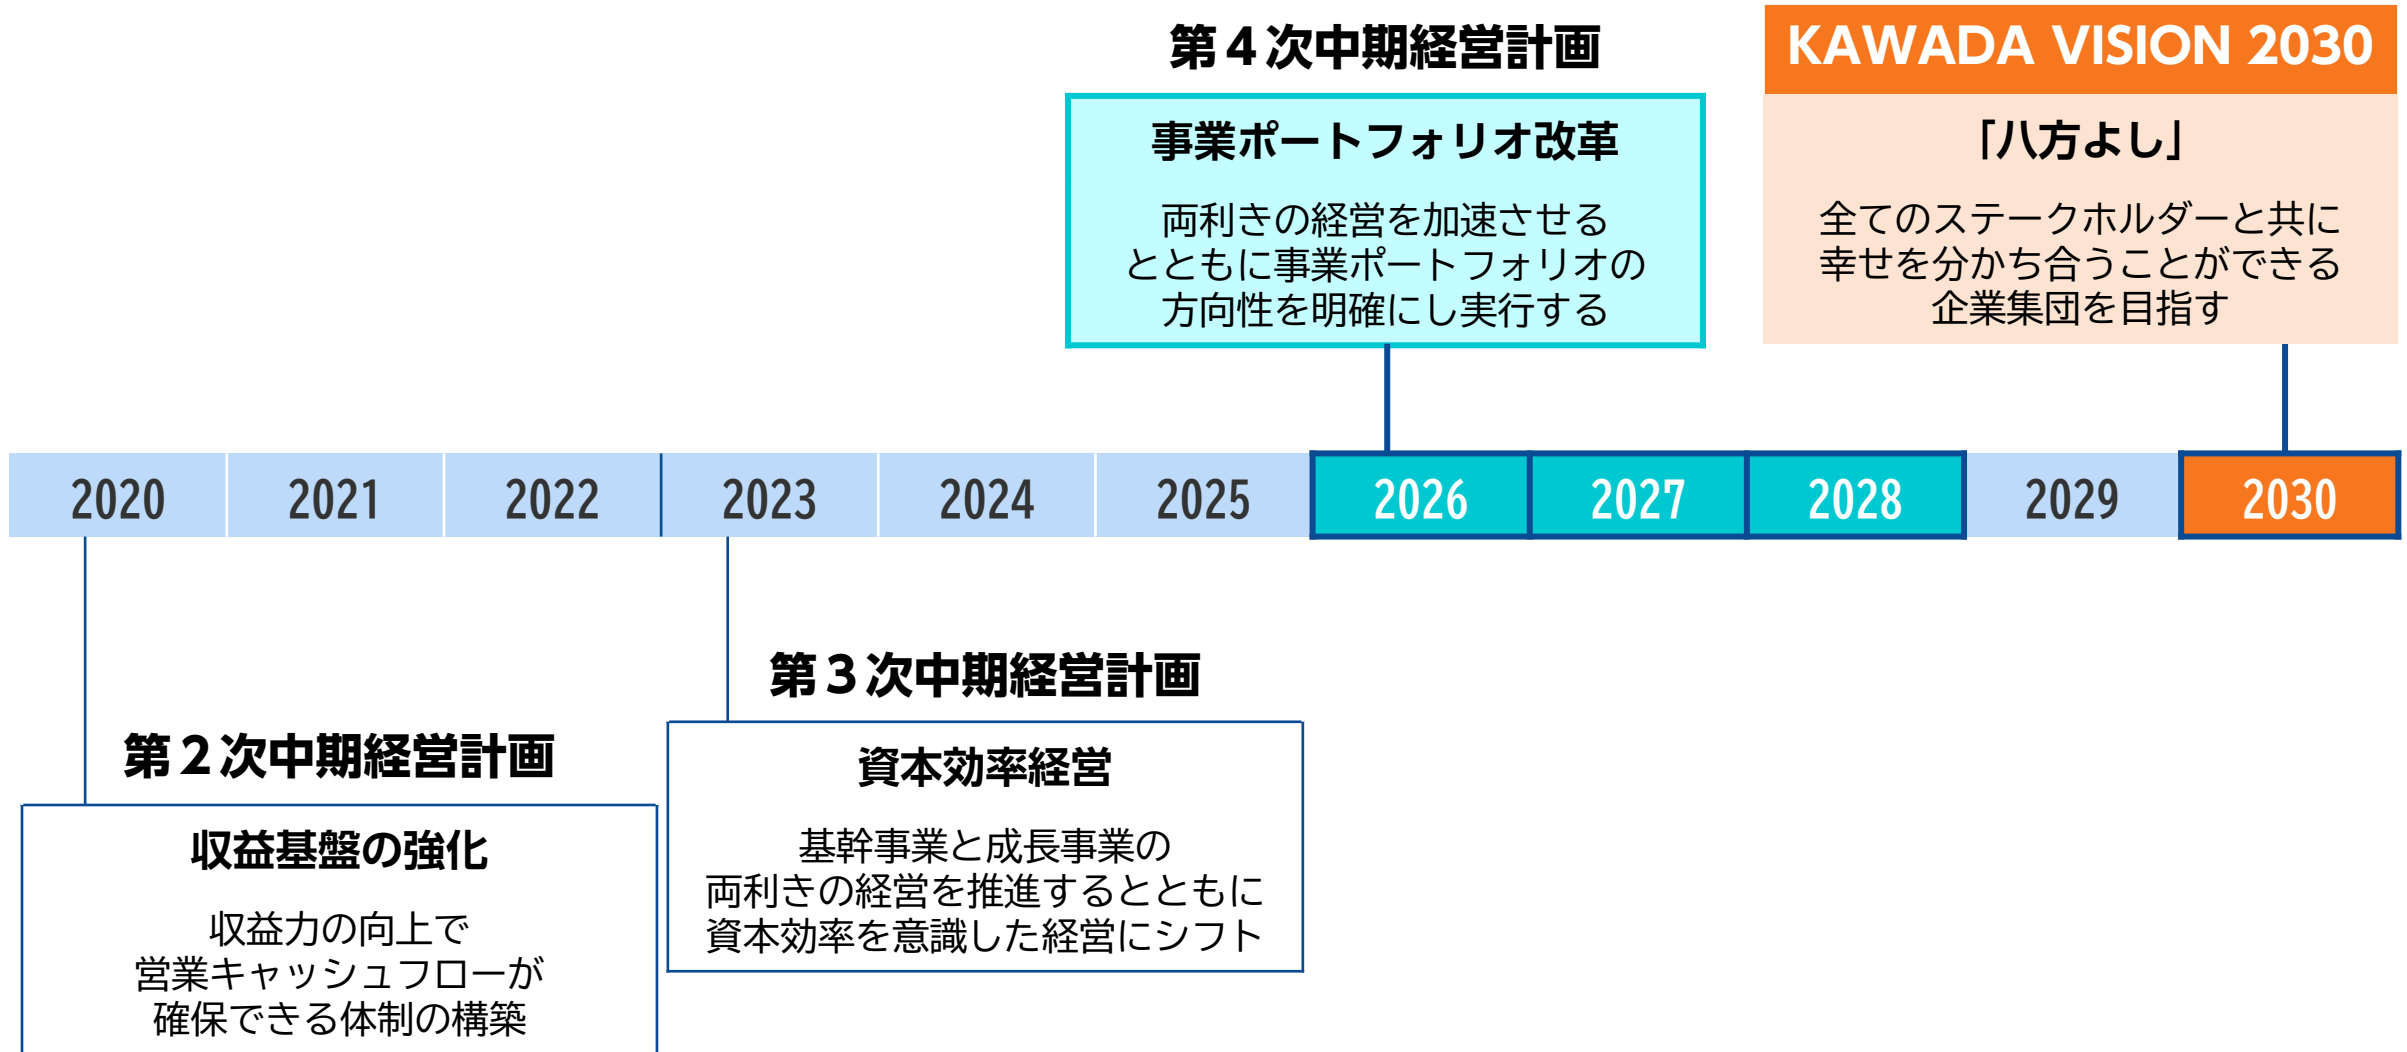 第4次中期経営計画
事業ポートフォリオ改革
両利きの経営を加速させる
とともに事業ポートフォリオの
方向性を明確にし実行する
KAWADA VISION 2030
「八方よし」
全てのステークホルダーと共に
幸せを分かち合うことができる
企業集団を目指す
2020 2021 2022 2023 2024 2025 2026 2027 2028 2029 2030
第2次中期経営計画
収益基盤の強化
収益力の向上で
営業キャッシュフローが
確保できる体制の構築
第3次中期経営計画
資本効率経営
基幹事業と成長事業の
両利きの経営を推進するとともに
資本効率を意識した経営にシフト